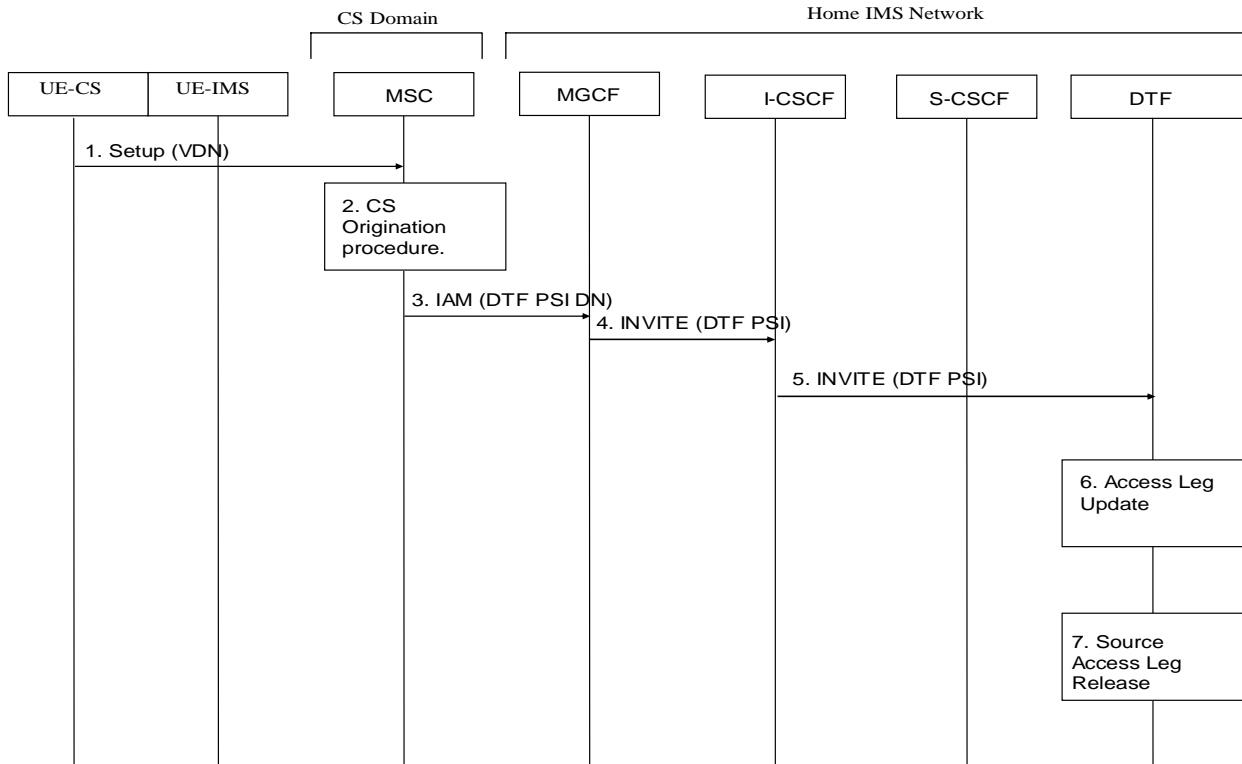 CS Domain
Home IMS Network
UE-CS
UE-IMS
MSC
MGCF
I-CSCF
S-CSCF
DTF
1. Setup (VDN)
2. CS
Origination
procedure.
3. IAM (DTF PSI DN)
4. INVITE (DTF PSI)
5. INVITE (DTF PSI)
6. Access Leg
Update
7. Source
Access Leg
Release